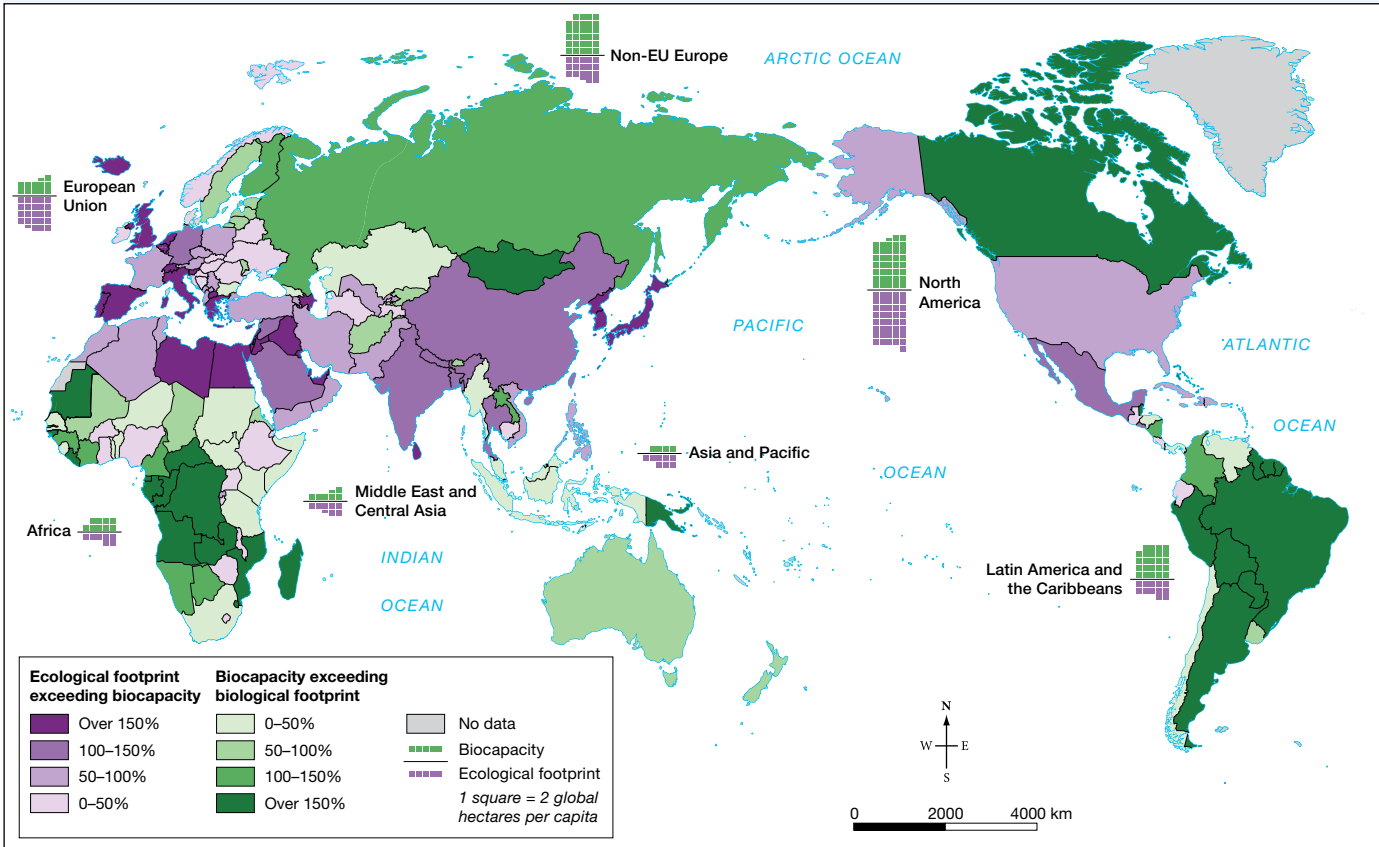 Non-EU Europe
ARCTIC OCEAN
European
Union
North
America
PACIFIC
ATLANTIC
OCEAN
Asia and Pacific
OCEAN
Middle East and
Central Asia
Africa
INDIAN
OCEAN
Latin America and
the Caribbeans
Ecological footprint
exceeding biocapacity
Over 150%
100–150%
50–100%
0–50%
Biocapacity exceeding
biological footprint
0–50%
50–100%
100–150%
Over 150%
No data
Biocapacity
Ecological footprint
1 square = 2 global
hectares per capita
N
W E
S
0 2000 4000 km